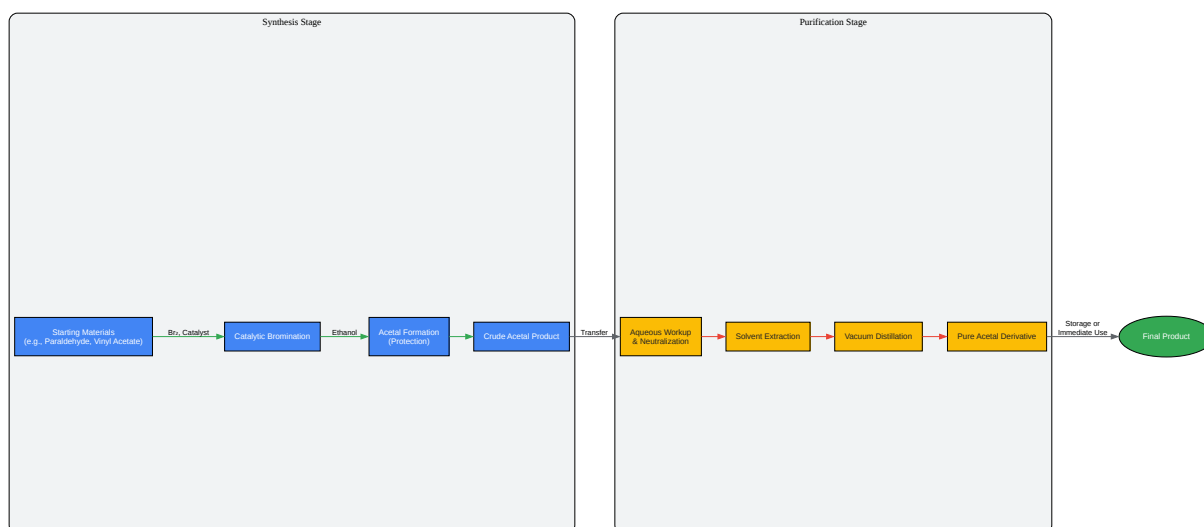 Synthesis Stage
Purification Stage
Starting Materials
(e.g., Paraldehyde, Vinyl Acetate)
Br₂, Catalyst
Catalytic Bromination
Ethanol
Acetal Formation
(Protection)
Crude Acetal Product
Transfer
Aqueous Workup
& Neutralization
Solvent Extraction
Vacuum Distillation
Pure Acetal Derivative
Storage or
Immediate Use
Final Product